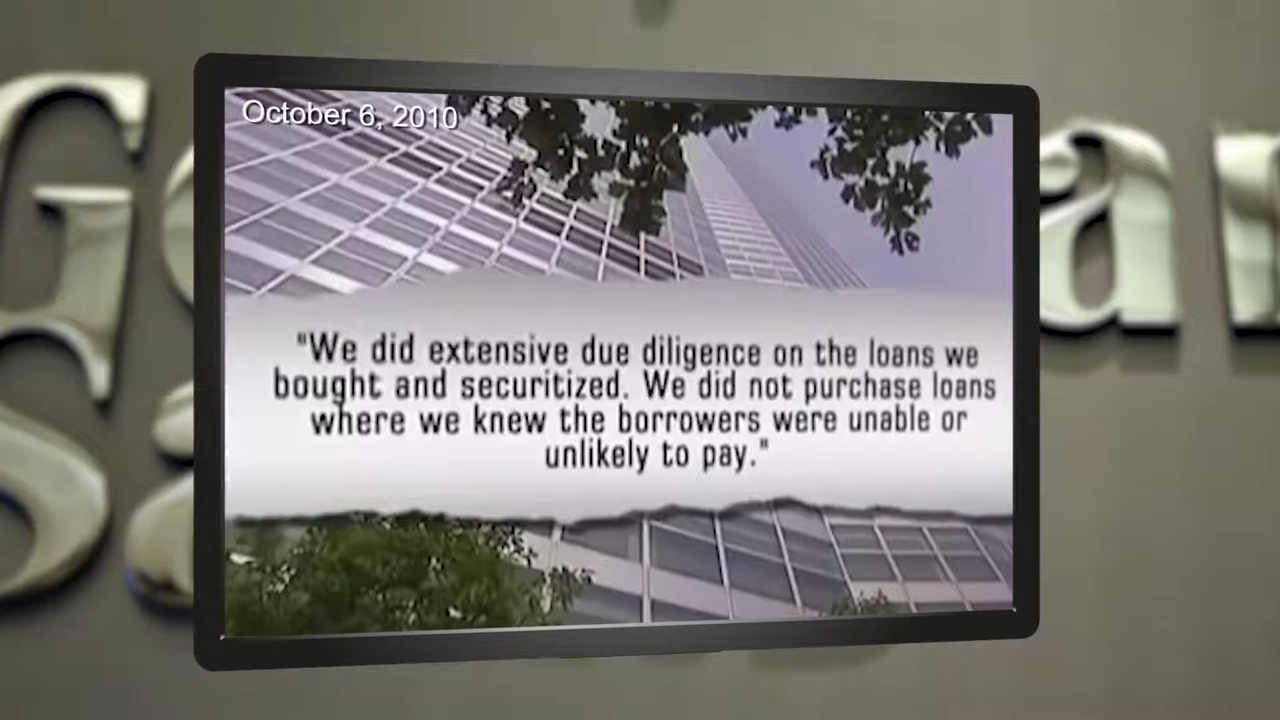 October 6, 2010
"We did extensive due diligence on the loans we
bought and securitized. We did not purchase loans
where we knew the borrowers were unable or
unlikely to pay."